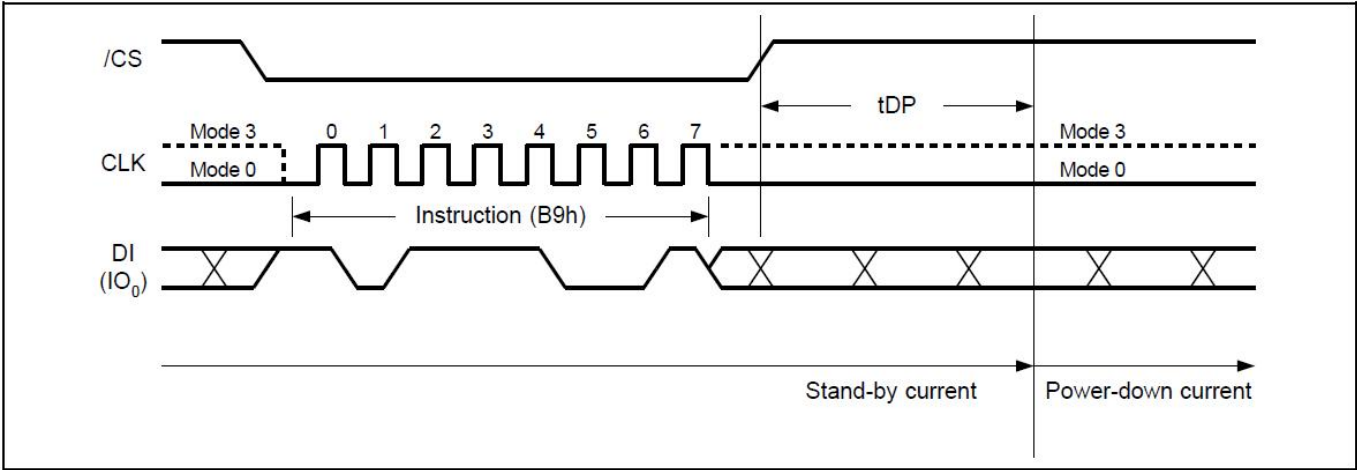 /CS
tDP
Mode 3 0 1 2 3 4 5 6 7 Mode 3
CLK
Mode 0 Mode 0
Instruction (B9h)
DI
(IO0)
Stand-by current Power-down current